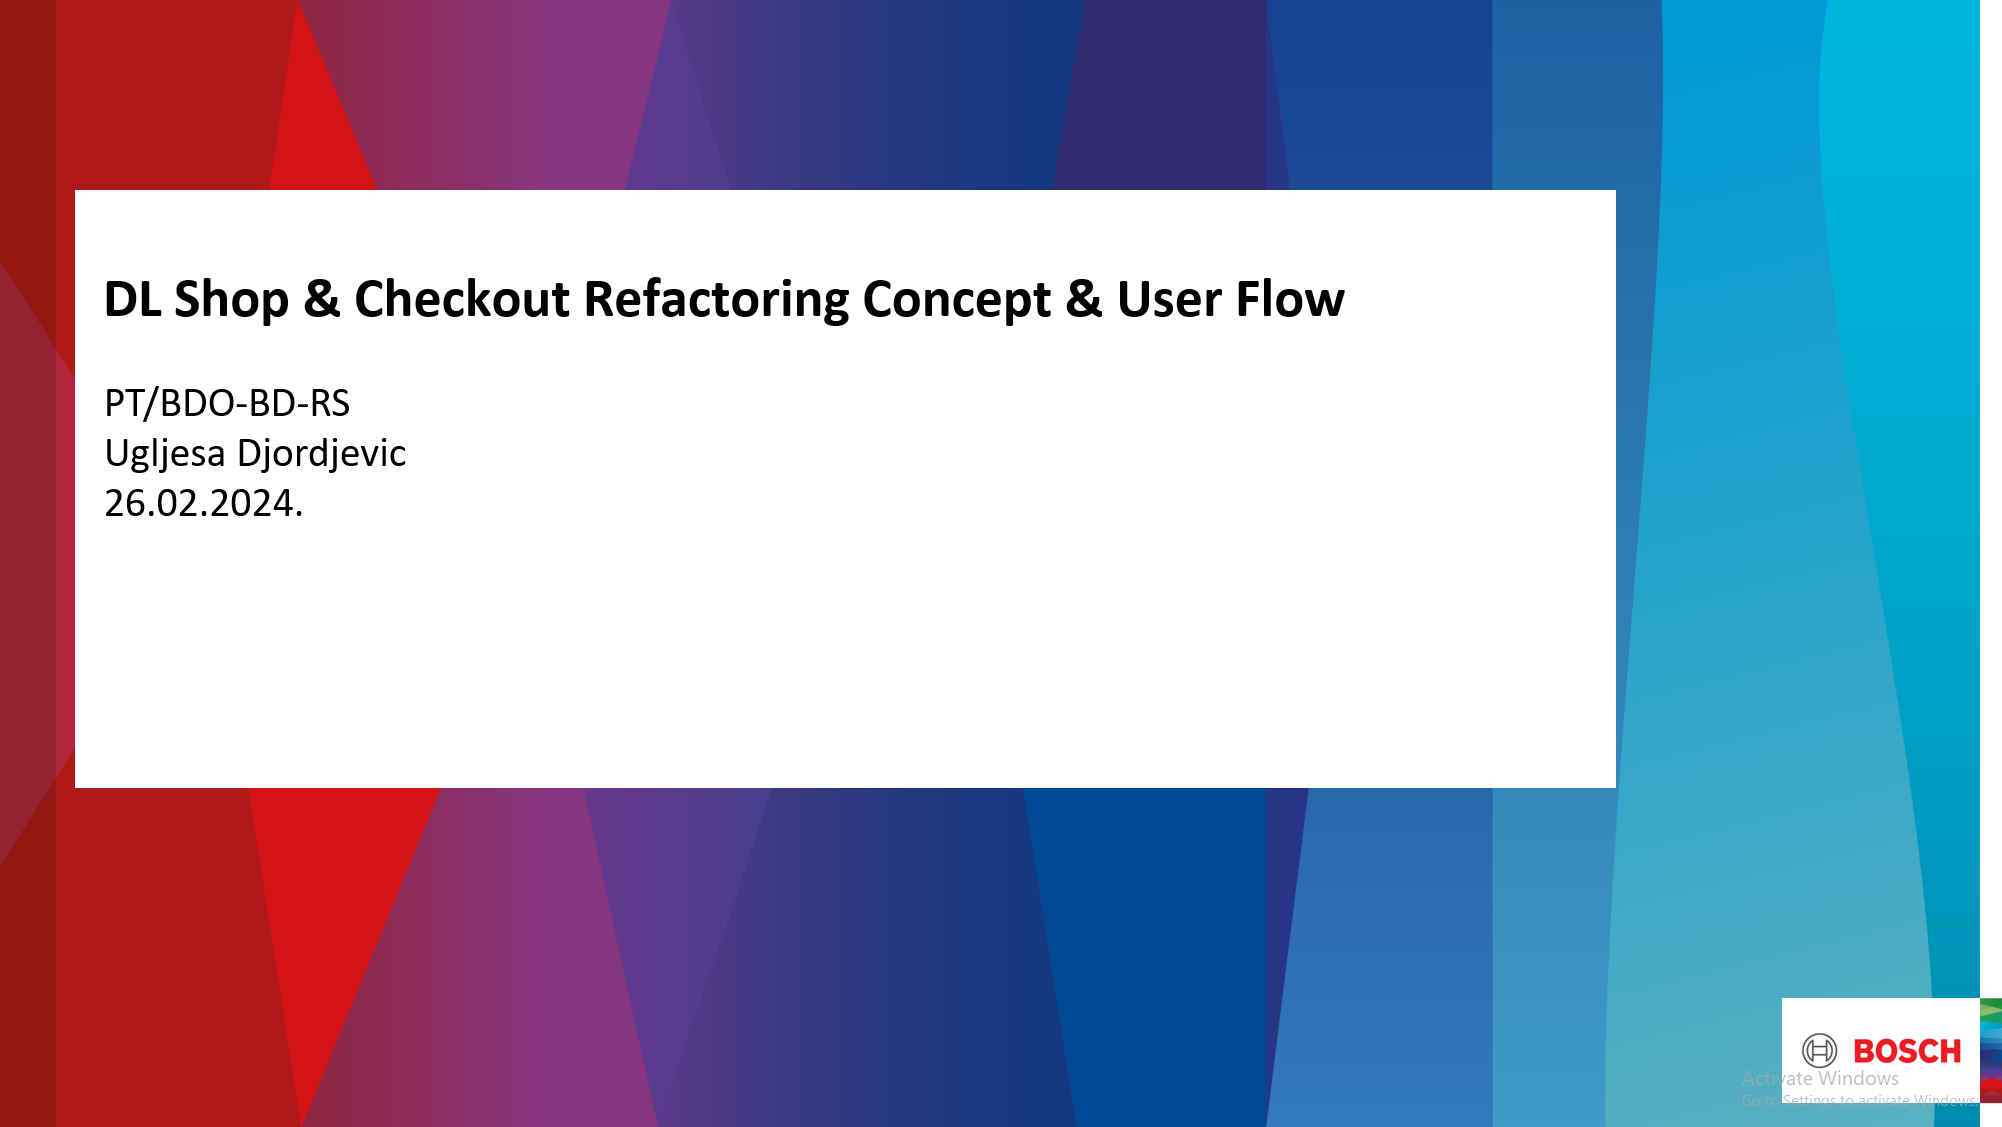 DL Shop & Checkout Refactoring Concept & User Flow
PT/BDO-BD-RS
Ugljesa Djordjevic
26.02.2024.
BOSCH
Activate Windows
Go to Settings to activate Windows.